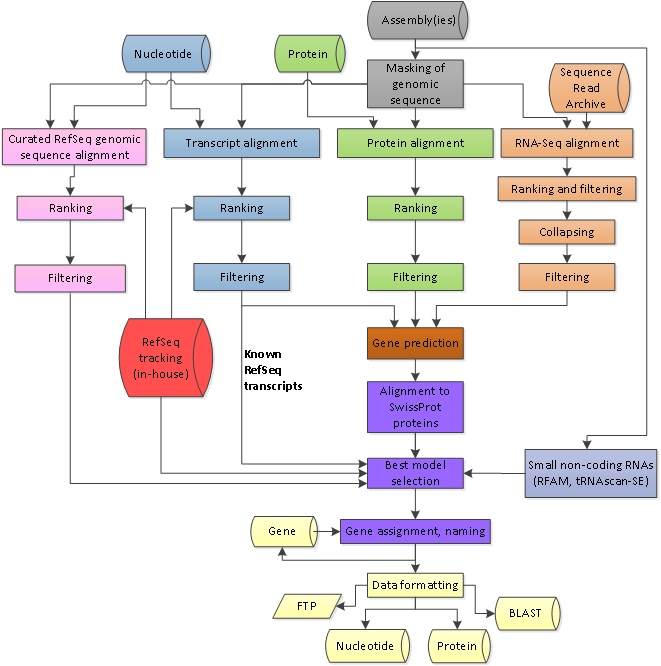 Assembly(ies)
Nucleotide
Protein
Masking of
genomic
sequence
Sequence
Read
Archive
Curated RefSeq genomic
sequence alignment
Transcript alignment
Protein alignment
RNA-Seq alignment
Ranking
Ranking
Ranking
Ranking and filtering
Collapsing
Filtering
Filtering
Filtering
Filtering
RefSeq
tracking
(in-house)
Known
RefSeq
transcripts
Gene prediction
Alignment to
SwissProt
proteins
Best model
selection
Small non-coding RNAs
(RFAM, tRNAscan-SE)
Gene
Gene assignment, naming
Data formatting
FTP
BLAST
Nucleotide
Protein